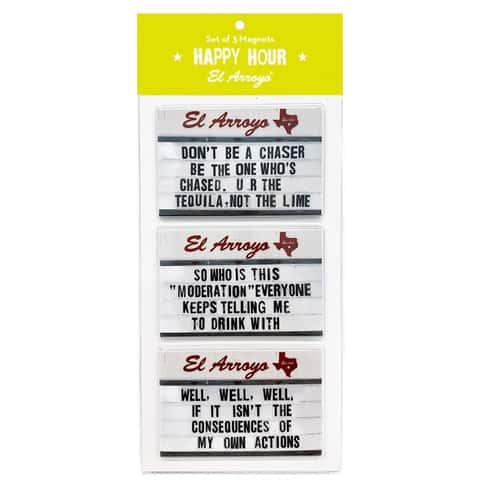 Set of 3 Magnets
HAPPY HOUR
El Arroyo
El Arroyo
DON'T BE A CHASER
BE THE ONE WHO'S
CHASED. U R THE
TEQUILA, NOT THE LIME
El Arroyo
SO WHO IS THIS
"MODERATION" EVERYONE
KEEPS TELLING ME
TO DRINK WITH
El Arroyo
WELL, WELL, WELL,
IF IT ISN'T THE
CONSEQUENCES OF
MY OWN ACTIONS